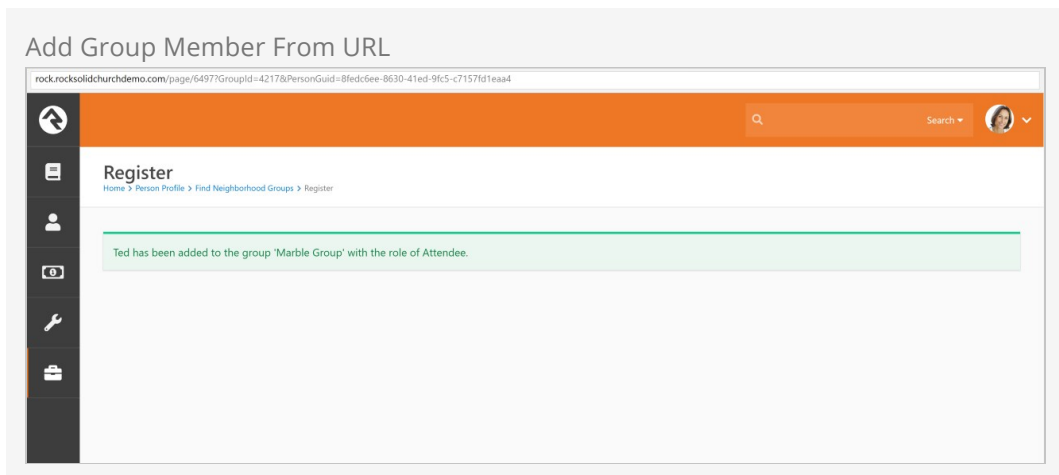 Add Group Member From URL
rock.rocksolidchurchdemo.com/page/6497?GroupId=4217&PersonGuid=8fedc6ee-8630-41ed-9fc5-c7157fd1eaa4
Search
Register
Home > Person Profile > Find Neighborhood Groups > Register
Ted has been added to the group 'Marble Group' with the role of Attendee.